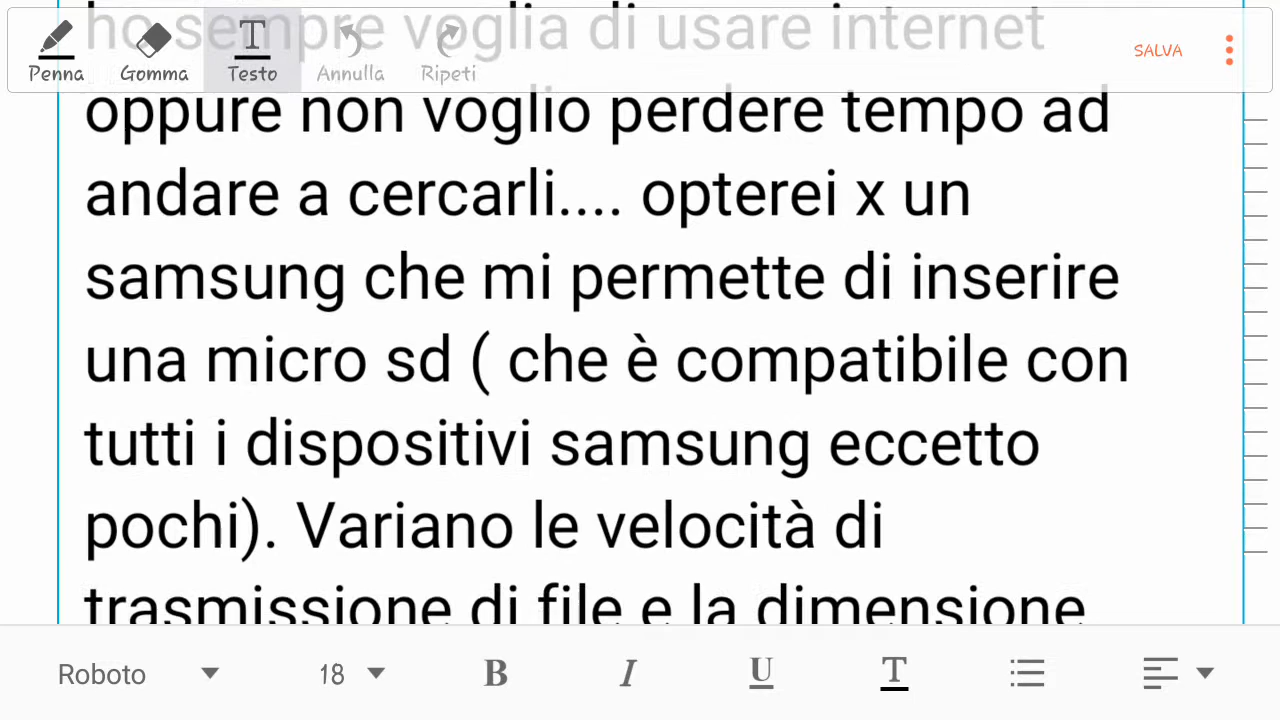 ho sempre voglia di usare internet
Penna Gomma Testo Annulla Ripeti SALVA
oppure non voglio perdere tempo ad
andare a cercarli.... opterei x un
samsung che mi permette di inserire
una micro sd ( che è compatibile con
tutti i dispositivi samsung eccetto
pochi). Variano le velocità di
trasmissione di file e la dimensione
Roboto 18 B I U T